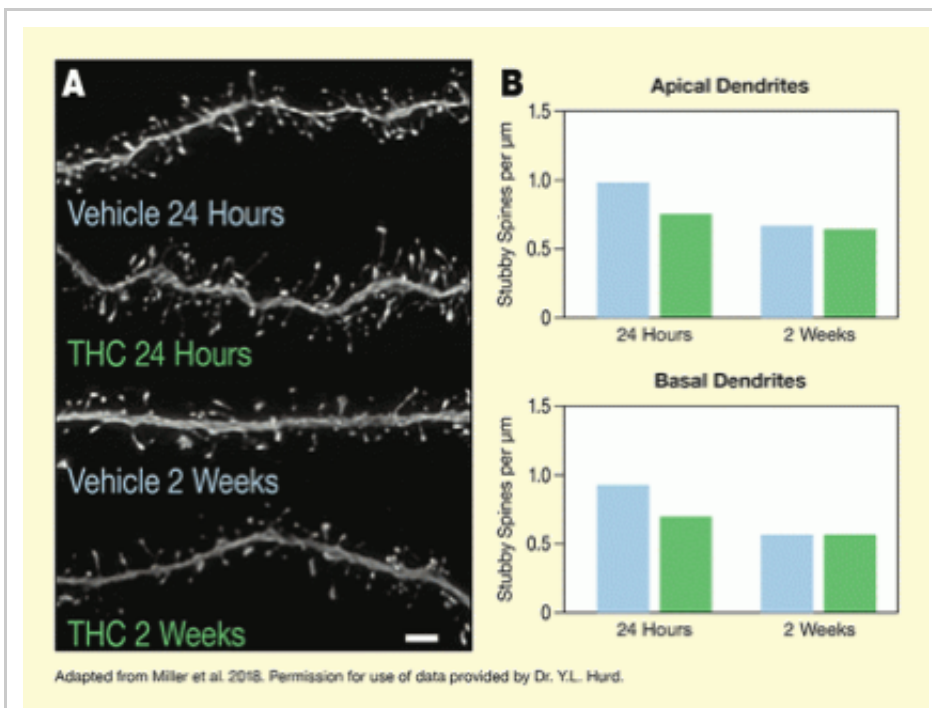 A
Vehicle 24 Hours
THC 24 Hours
Vehicle 2 Weeks
THC 2 Weeks
B
Apical Dendrites
Stubby Spines per µm
1.5
1.0
0.5
0
24 Hours
2 Weeks
Basal Dendrites
Stubby Spines per µm
1.5
1.0
0.5
0
24 Hours
2 Weeks
Adapted from Miller et al. 2018. Permission for use of data provided by Dr. Y.L. Hurd.